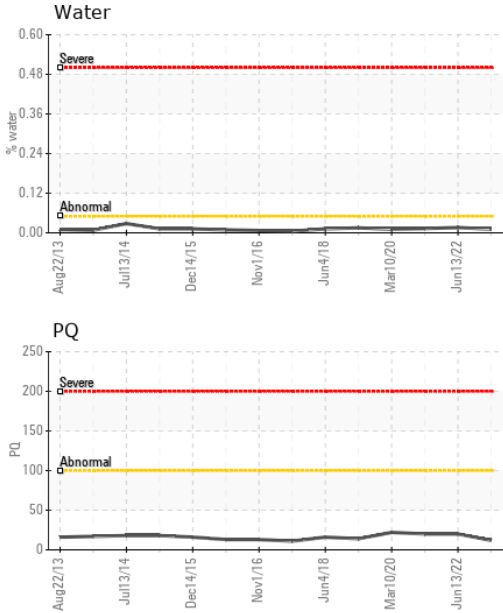 Water
0.60
Severe
0.48
0.36
% water
0.24
0.12
Abnormal
0.00
Aug22/13
Jul13/14
Dec14/15
Nov1/16
Jun4/18
Mar10/20
Jun13/22
PQ
250
Severe
200
150
PQ
Abnormal
100
50
0
Aug22/13
Jul13/14
Dec14/15
Nov1/16
Jun4/18
Mar10/20
Jun13/22